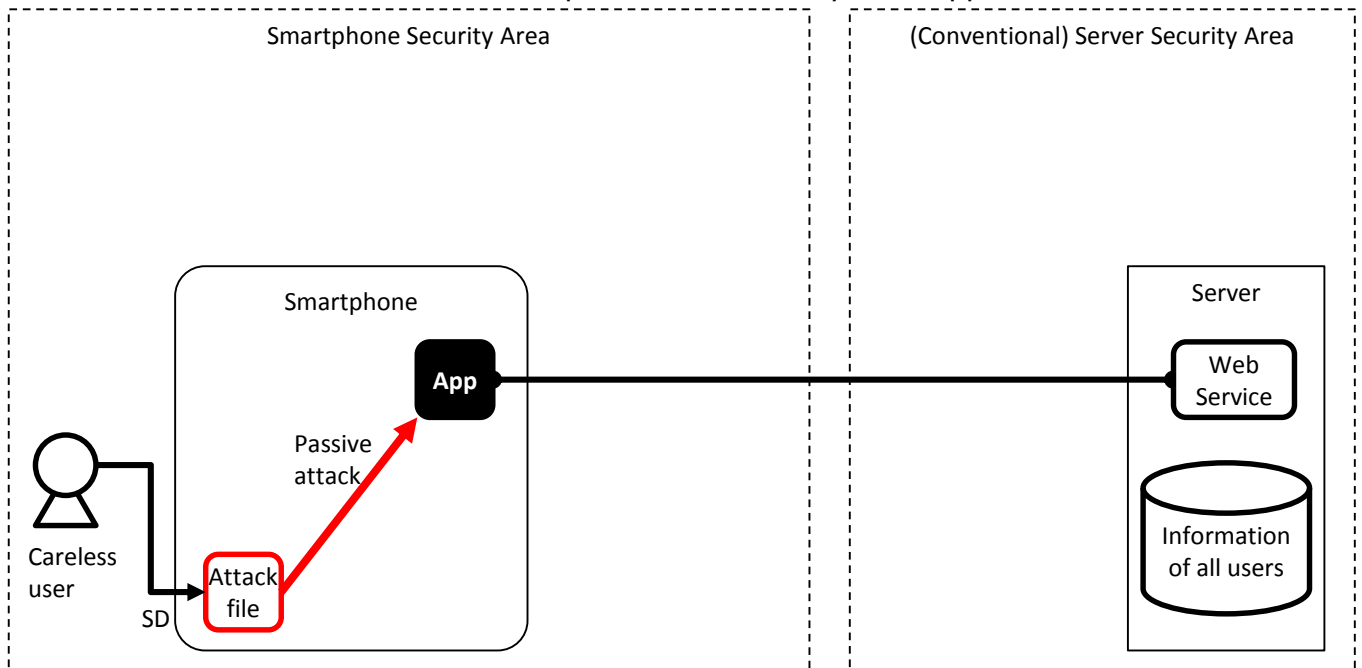 Smartphone Security Area
(Conventional) Server Security Area
Smartphone
Server
App
Web
Service
Passive
attack
Careless
user
SD
Attack
file
Information
of all users